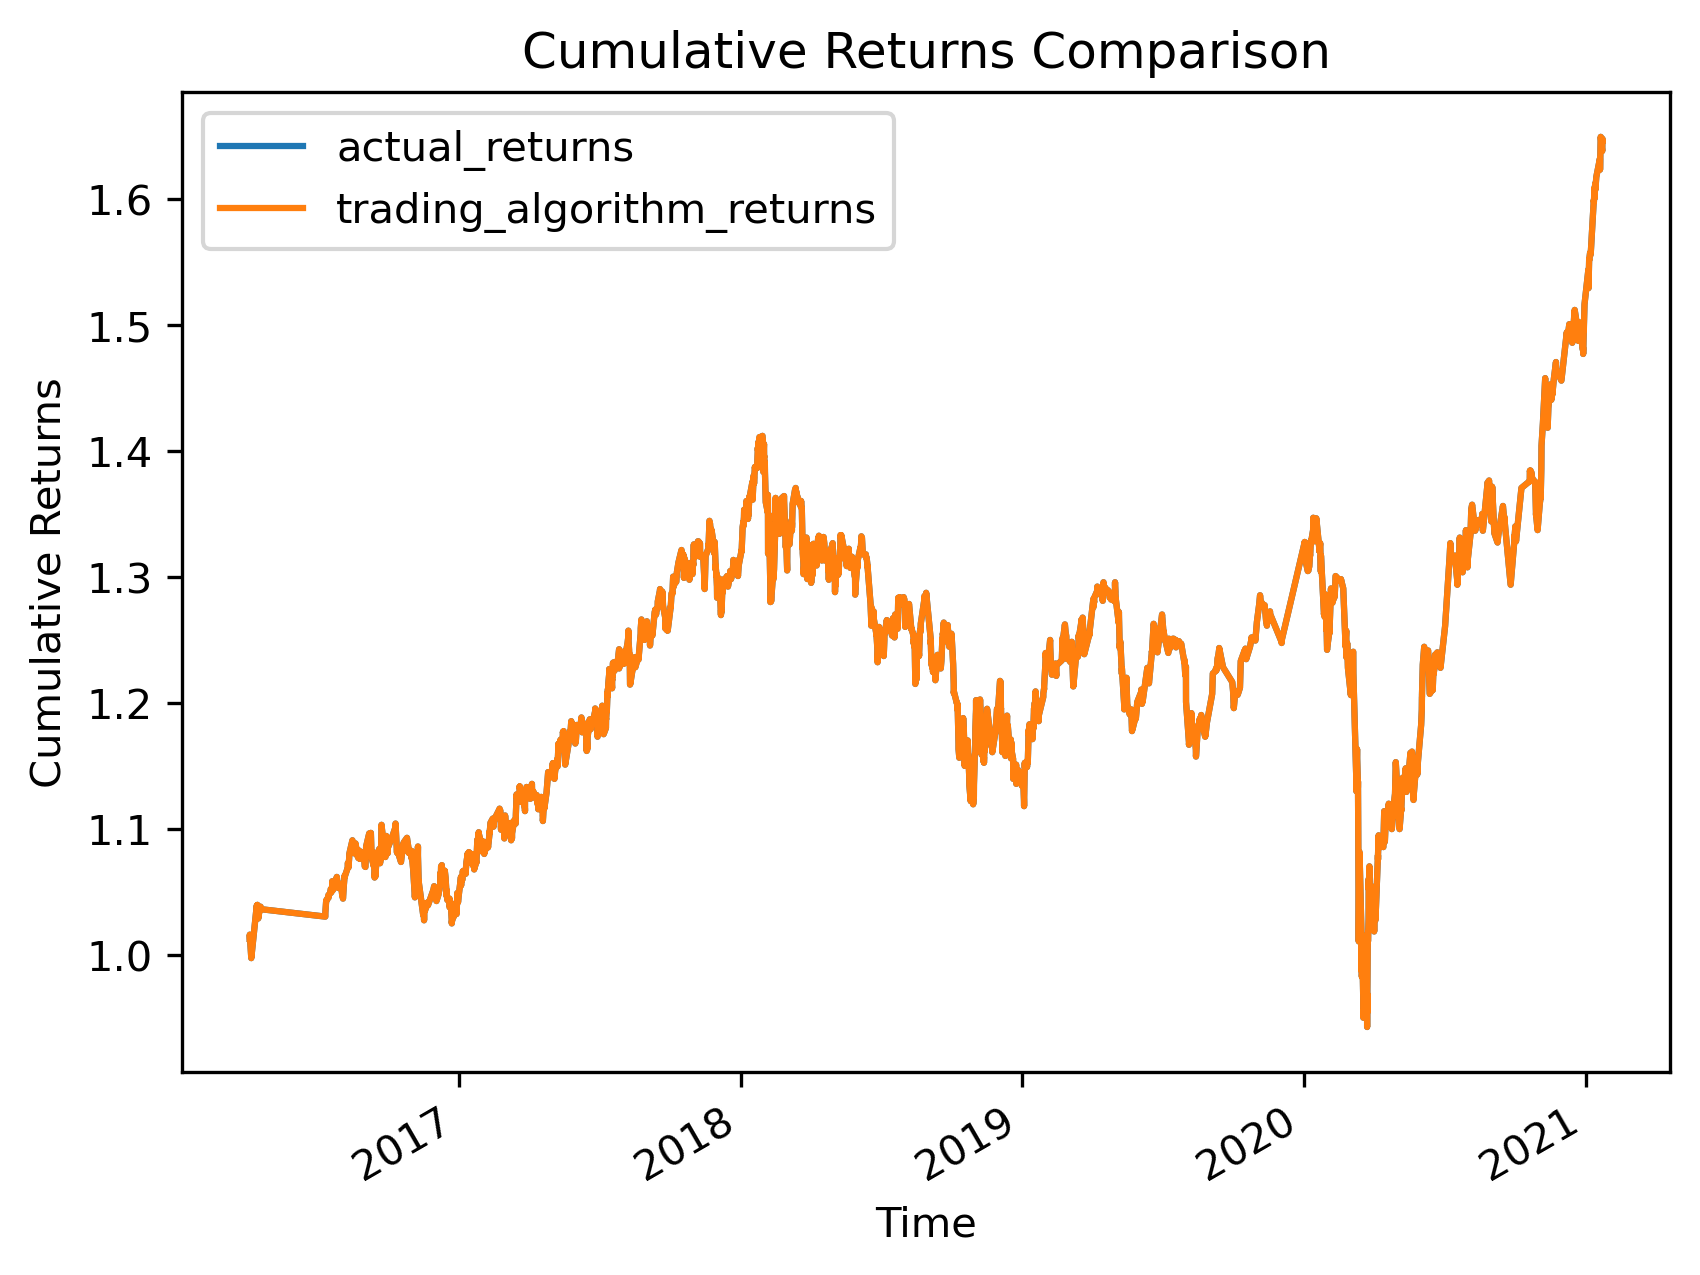 Cumulative Returns Comparison
actual_returns
trading_algorithm_returns
Cumulative Returns
1.6
1.5
1.4
1.3
1.2
1.1
1.0
2017
2018
2019
2020
2021
Time